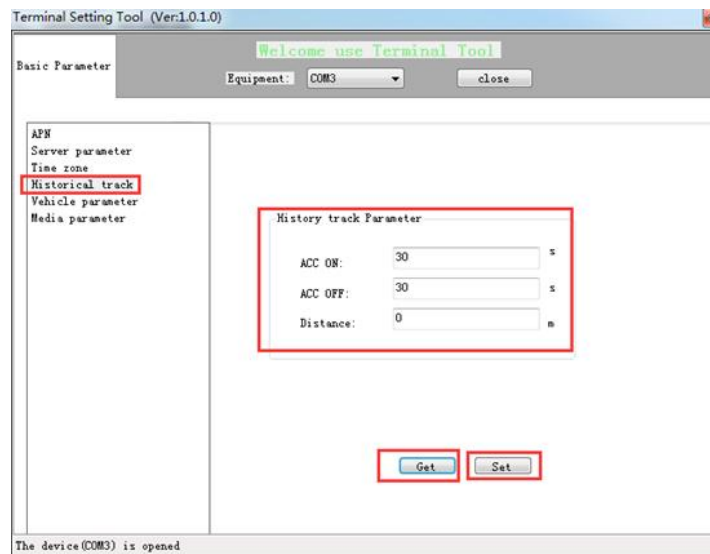 Terminal Setting Tool (Ver:1.0.1.0)
Welcome use Terminal Tool
Basic Parameter
Equipment: COM3 close
APN
Server parameter
Time zone
Historical track
Vehicle parameter
Media parameter
History track Parameter
ACC ON: 30 s
ACC OFF: 30 s
Distance: 0 m
Get Set
The device(COM3) is opened